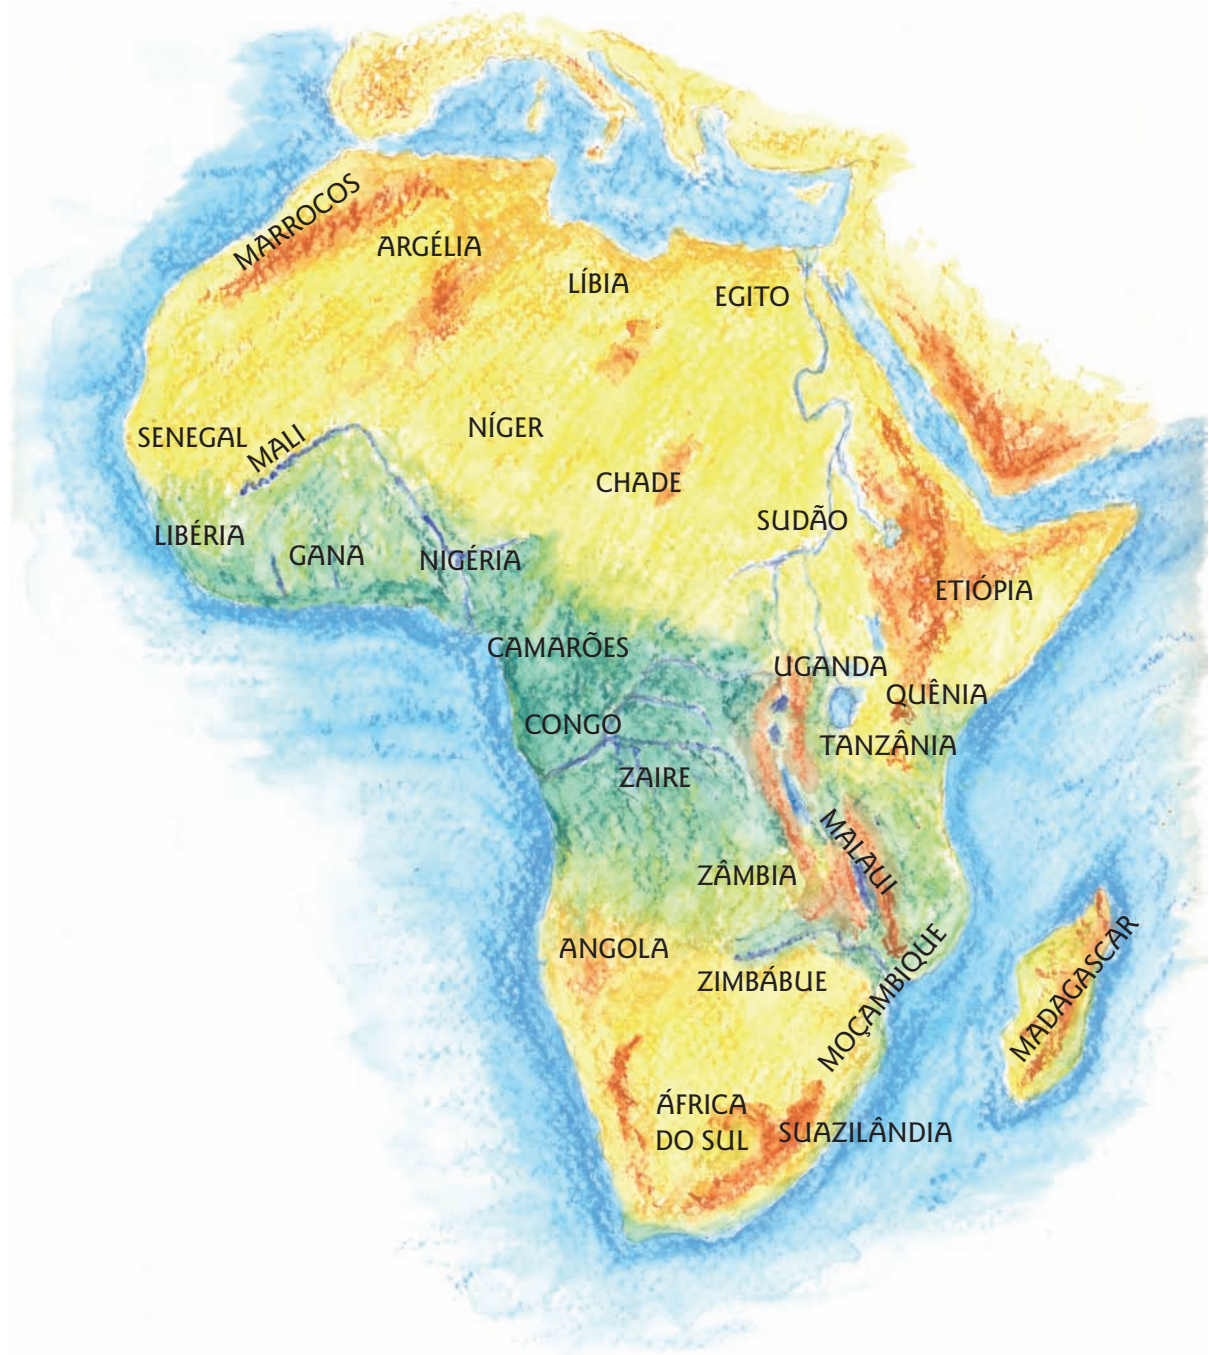 MARROCOS
ARGÉLIA
LÍBIA
EGITO
SENEGAL
MALI
NÍGER
CHADE
SUDÃO
LIBÉRIA
GANA
NIGÉRIA
ETIÓPIA
CAMARÕES
UGANDA
QUÊNIA
CONGO
TANZÂNIA
ZAIRE
MALAUI
ZÂMBIA
ANGOLA
ZIMBÁBUE
MOÇAMBIQUE
MADAGASCAR
ÁFRICA
DO SUL
SUAZILÂNDIA